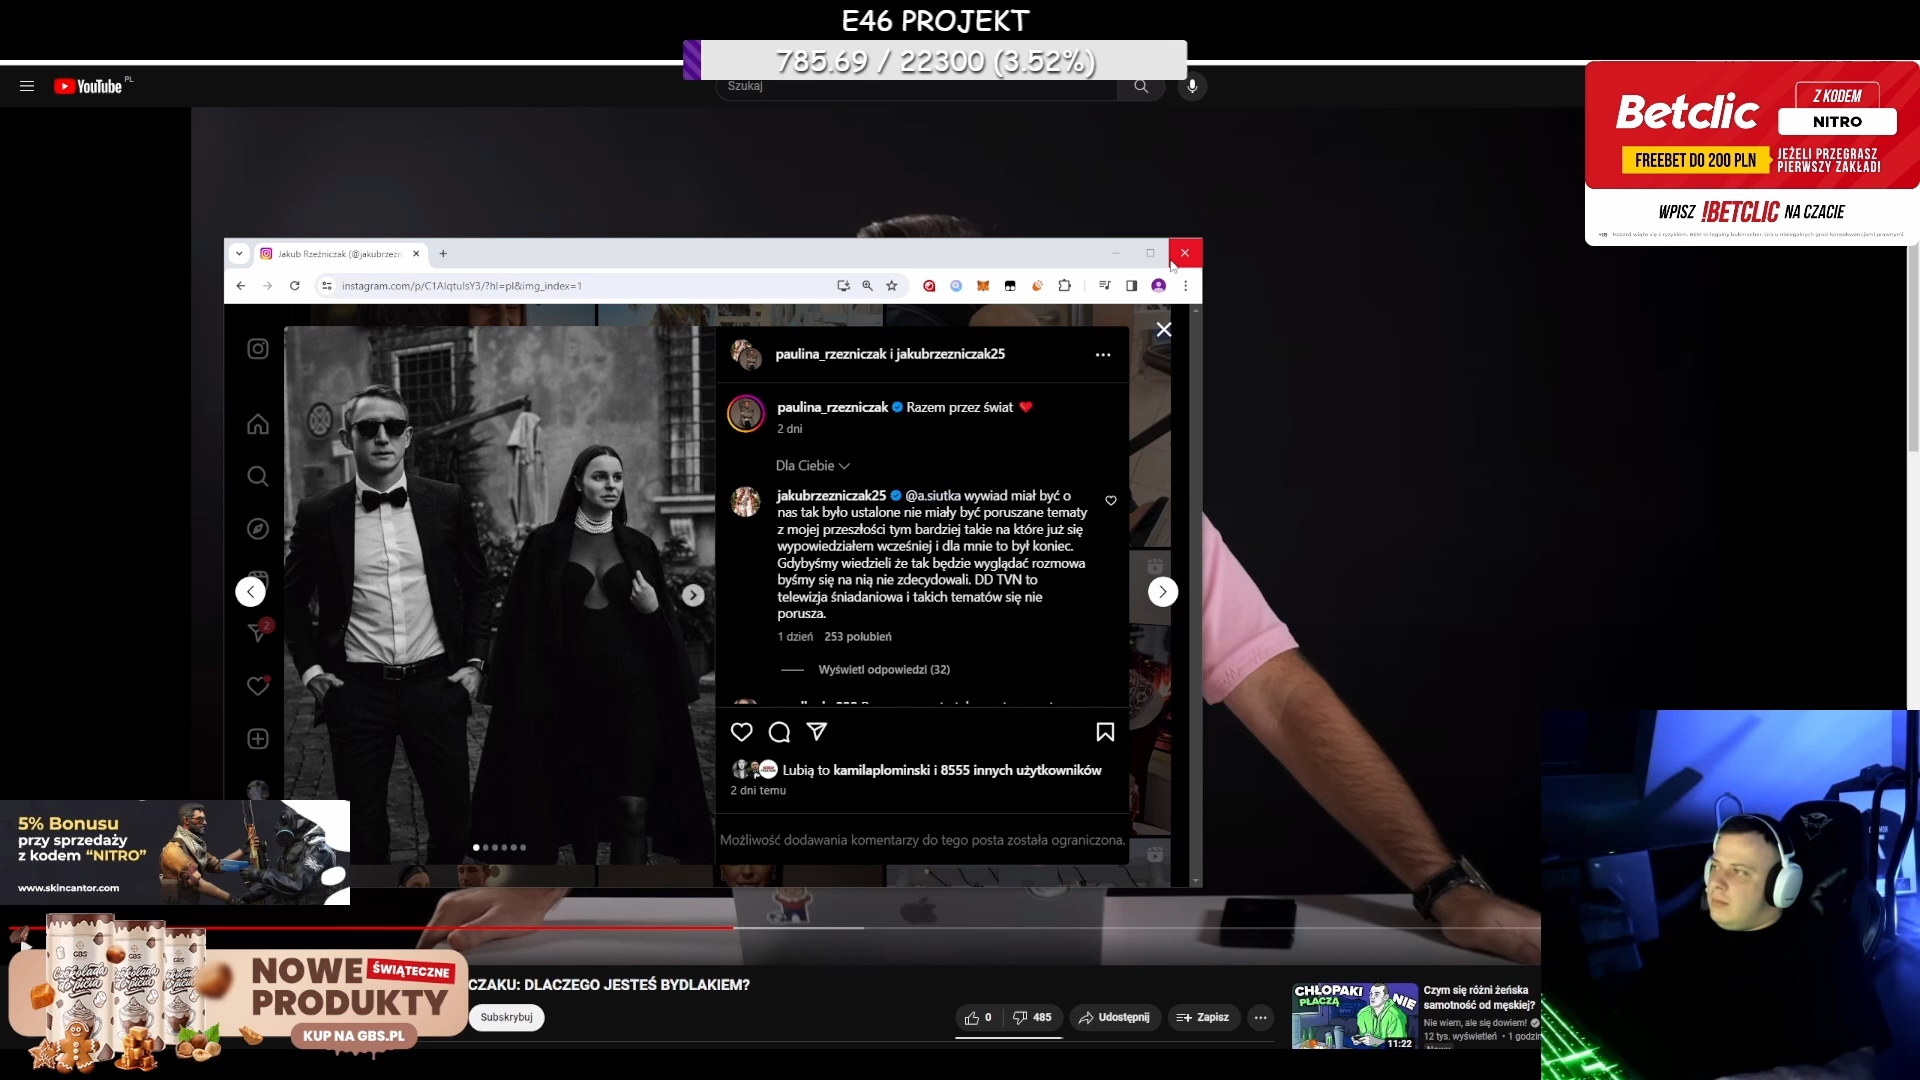 E46 PROJEKT
785.69 / 22300 (3.52%)
YouTube PL
Szukaj
Betclic
Z KODEM
NITRO
FREEBET DO 200 PLN
JEŻELI PRZEGRASZ
PIERWSZY ZAKŁAD!
WPISZ !BETCLIC NA CZACIE
Jakub Rzeźniczak (@jakubrzezn
instagram.com/p/C1AlqtulsY3/?hl=pl&img_index=1
paulina_rzezniczak i jakubrzezniczak25
paulina_rzezniczak Razem przez świat ❤️
2 dni
Dla Ciebie
jakubrzezniczak25 @a.siutka wywiad miał być o
nas tak było ustalone nie miały być poruszane tematy
z mojej przeszłości tym bardziej takie na które już się
wypowiedziałem wcześniej i dla mnie to był koniec.
Gdybyśmy wiedzieli że tak będzie wyglądać rozmowa
byśmy się na nią nie zdecydowali. DD TVN to
telewizja śniadaniowa i takich tematów się nie
porusza.
1 dzień 253 polubień
Wyświetl odpowiedzi (32)
2
Lubią to kamilaplominski i 8555 innych użytkowników
2 dni temu
Możliwość dodawania komentarzy do tego posta została ograniczona.
5% Bonusu
przy sprzedaży
z kodem “NITRO”
www.skincantor.com
GBS
Czekolada
do picia
NOWE ŚWIĄTECZNE
PRODUKTY
KUP NA GBS.PL
CZAKU: DLACZEGO JESTEŚ BYDLAKIEM?
Subskrybuj
0
485
Udostępnij
Zapisz
CHŁOPAKI
NIE
PŁACZĄ
11:22
Czym się różni żeńska
samotność od męskiej?
Nie wiem, ale się dowiem!
12 tys. wyświetleń • 1 godzin